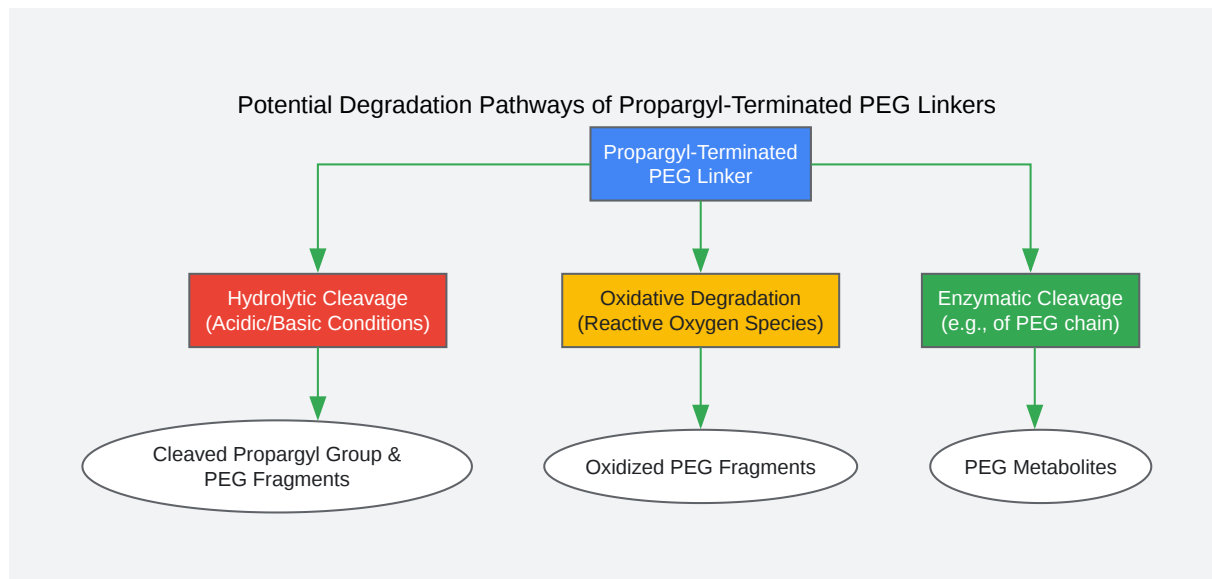 Potential Degradation Pathways of Propargyl-Terminated PEG Linkers
Propargyl-Terminated
PEG Linker
Hydrolytic Cleavage
(Acidic/Basic Conditions)
Oxidative Degradation
(Reactive Oxygen Species)
Enzymatic Cleavage
(e.g., of PEG chain)
Cleaved Propargyl Group &
PEG Fragments
Oxidized PEG Fragments
PEG Metabolites